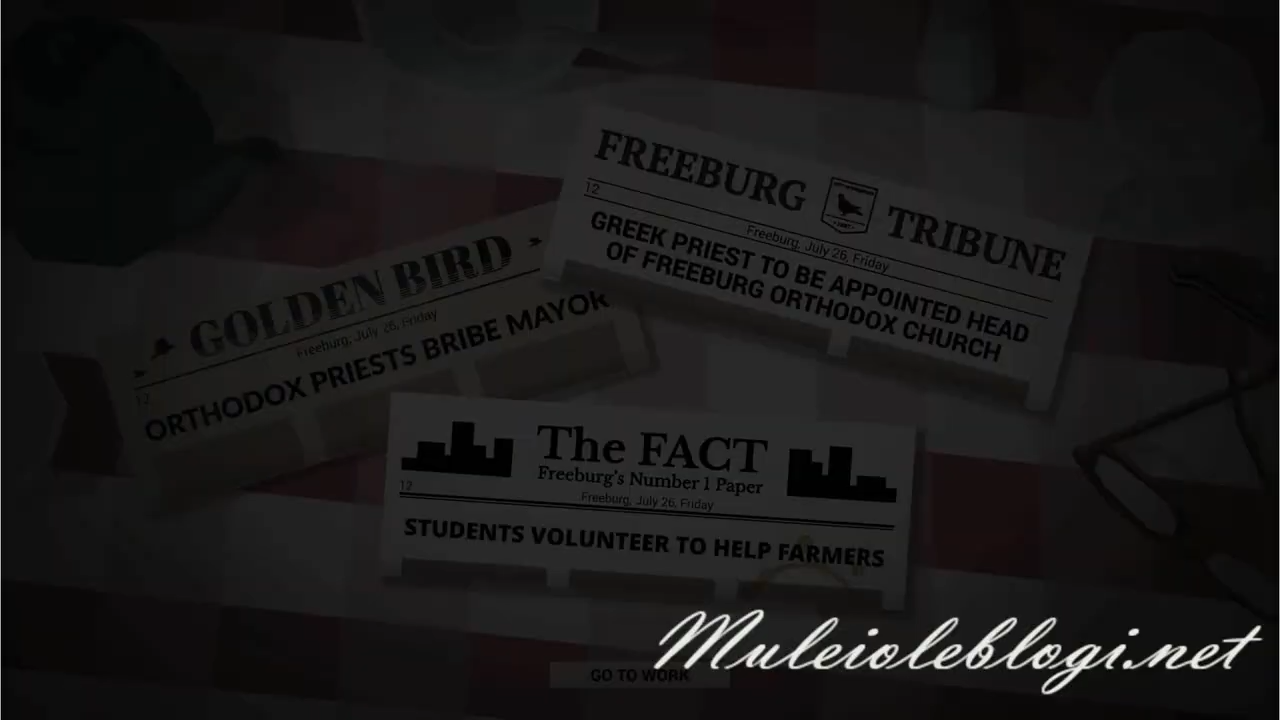 FREEBURG TRIBUNE
12
Freeburg, July 26, Friday
GREEK PRIEST TO BE APPOINTED HEAD
OF FREEBURG ORTHODOX CHURCH
GOLDEN BIRD
Freeburg, July 26, Friday
12
ORTHODOX PRIESTS BRIBE MAYOR
The FACT
Freeburg's Number 1 Paper
12
Freeburg, July 26, Friday
STUDENTS VOLUNTEER TO HELP FARMERS
Muleioleblogi.net
GO TO WORK